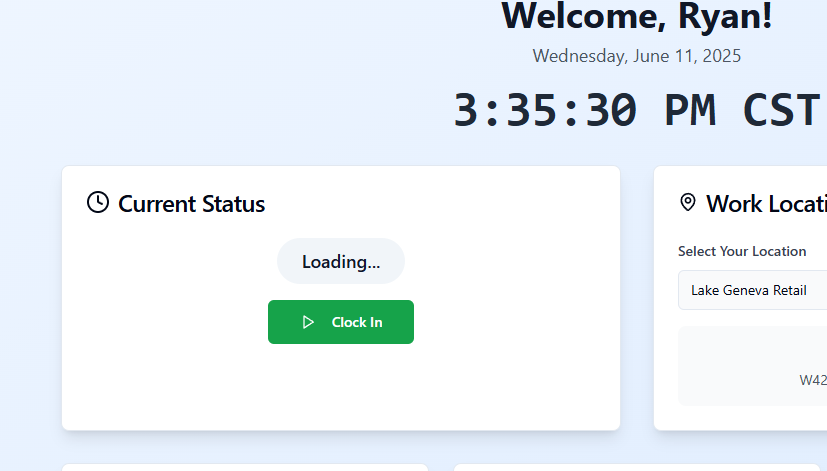 Welcome, Ryan!
Wednesday, June 11, 2025
3:35:30 PM CST
Current Status
Loading...
Clock In
Work Locati
Select Your Location
Lake Geneva Retail
W42